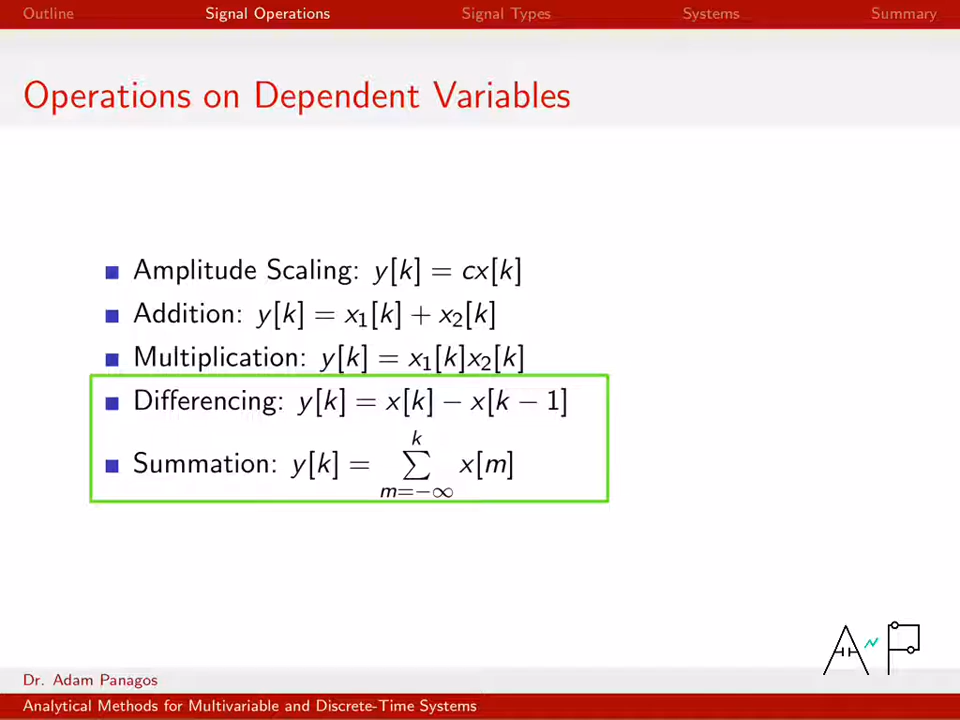 Outline Signal Operations Signal Types Systems Summary
Operations on Dependent Variables
Amplitude Scaling: y[k] = cx[k]
Addition: y[k] = x₁[k] + x₂[k]
Multiplication: y[k] = x₁[k]x₂[k]
Differencing: y[k] = x[k] − x[k − 1]
Summation: y[k] = ∑_{m=−∞}^{k} x[m]
AP
Dr. Adam Panagos
Analytical Methods for Multivariable and Discrete-Time Systems